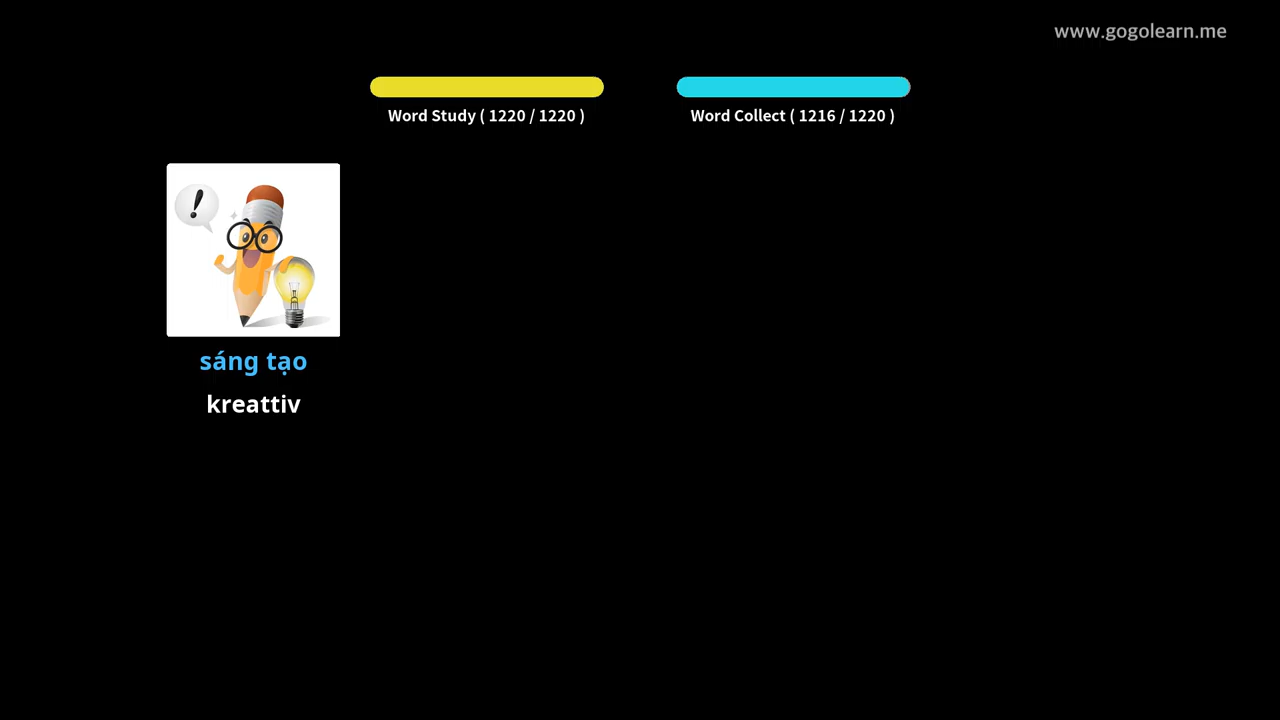 www.gogolearn.me
Word Study ( 1220 / 1220 )
Word Collect ( 1216 / 1220 )
!
sáng tạo
kreattiv